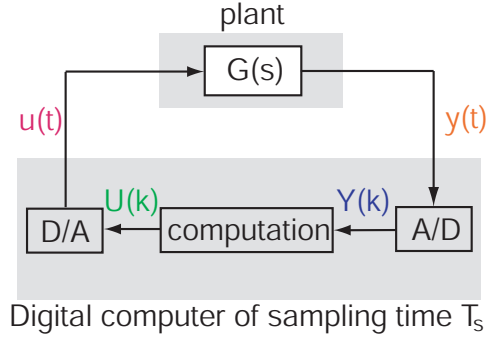 plant
G(s)
u(t)
y(t)
U(k)
Y(k)
D/A
computation
A/D
Digital computer of sampling time Ts